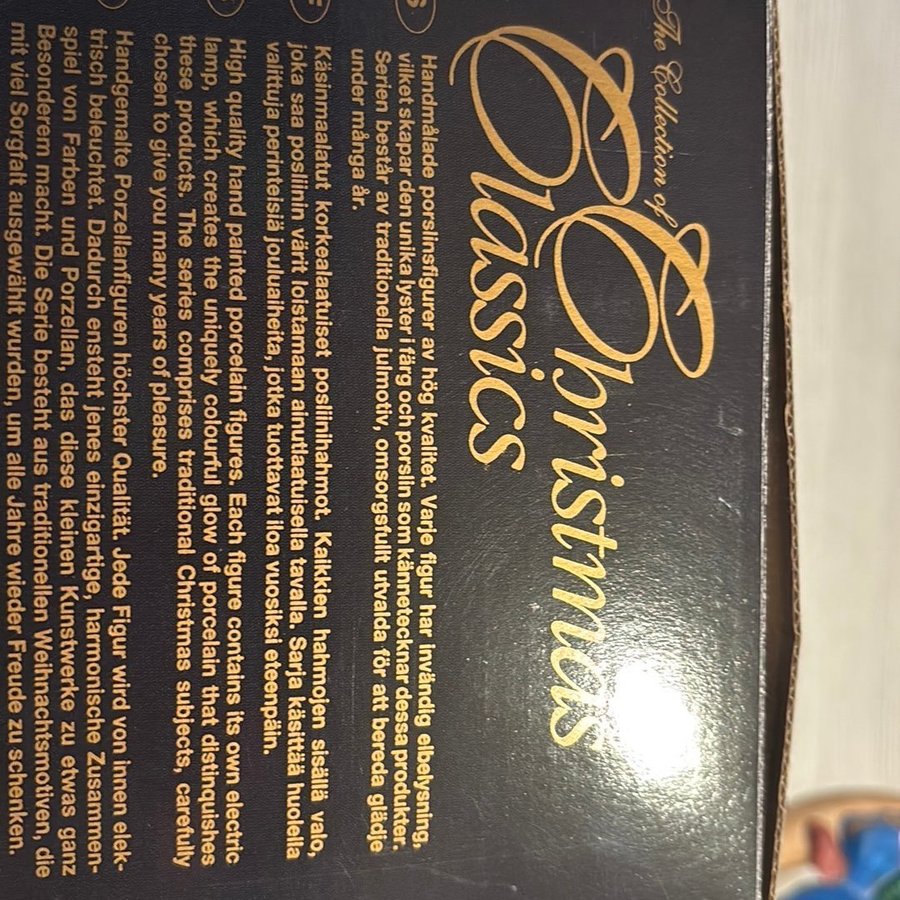 The Collection of
Christmas
Classics
S
Handmålade porslinsfigurer av hög kvalitet. Varje figur har invändig elbelysning,
vilket skapar den unika lyster i färg och porslin som kännetecknar dessa produkter.
Serien består av traditionella julmotiv, omsorgsfullt utvalda för att bereda glädje
under många år.
Käsinmaalatut korkealaatuiset posliinihahmot. Kaikkien hahmojen sisällä valo,
joka saa posliinin värit loistamaan ainutlaatuisella tavalla. Serja käsittää huolella
valittuja perinteisiä jouluaiheita, jotka tuottavat iloa vuosiksi eteenpäin.
High quality hand painted porcelain figures. Each figure contains its own electric
lamp, which creates the uniquely colourful glow of porcelain that distinquishes
these products. The series comprises traditional Christmas subjects, carefully
chosen to give you many years of pleasure.
Handgemalte Porzellanfiguren höchster Qualität. Jede Figur wird von innen elek-
trisch beleuchtet. Dadurch ensteht jenes einzigartige, harmonische Zusammen-
spiel von Farben und Porzellan, das diese kleinen Kunstwerke zu etwas ganz
Besonderem macht. Die Serie besteht aus traditionellen Weihnachtsmotiven, die
mit viel Sorgfalt ausgewählt wurden, um alle Jahre wieder Freude zu schenken.